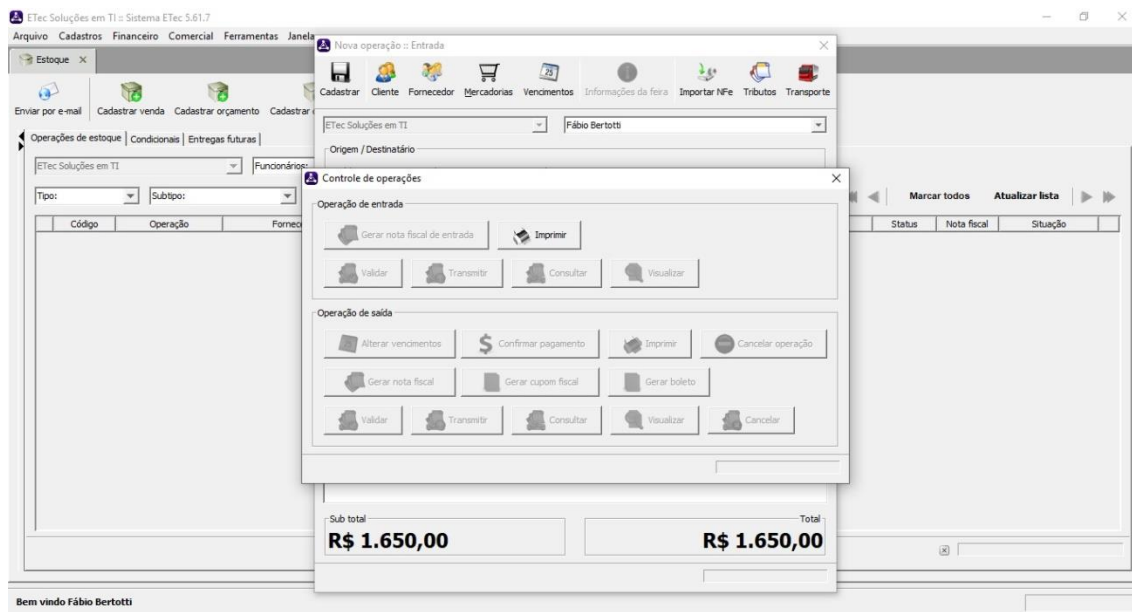 ETec Soluções em TI :: Sistema ETec 5.61.7
Arquivo Cadastros Financeiro Comercial Ferramentas Janela
Nova operação :: Entrada
Estoque
Enviar por e-mail Cadastrar venda Cadastrar orçamento Cadastrar
Cadastrar Cliente Fornecedor Mercadorias Vencimentos Informações da feira Importar NFe Tributos Transporte
ETec Soluções em TI Fábio Bertotti
Operações de estoque Condicionais Entregas futuras
Origem / Destinatário
ETec Soluções em TI Funcionários:
Controle de operações
Tipo: Subtipo: Marcar todos Atualizar lista
Código Operação Status Nota fiscal Situação
Operação de entrada
Gerar nota fiscal de entrada Imprimir
Validar Transmitir Consultar Visualizar
Operação de saída
Alterar vencimentos Confirmar pagamento Imprimir Cancelar operação
Gerar nota fiscal Gerar cupom fiscal Gerar boleto
Validar Transmitir Consultar Visualizar Cancelar
Sub total Total
R$ 1.650,00 R$ 1.650,00
Bem vindo Fábio Bertotti